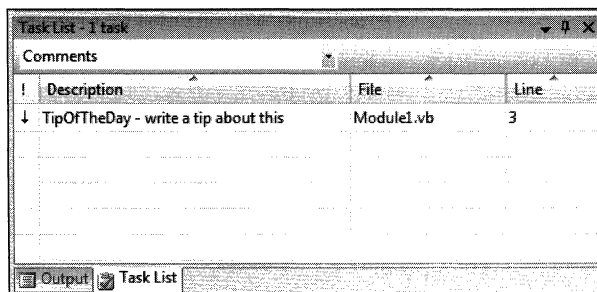 Task List - 1 task
Comments
! Description File Line
↓ TipOfTheDay - write a tip about this Module1.vb 3
Output Task List